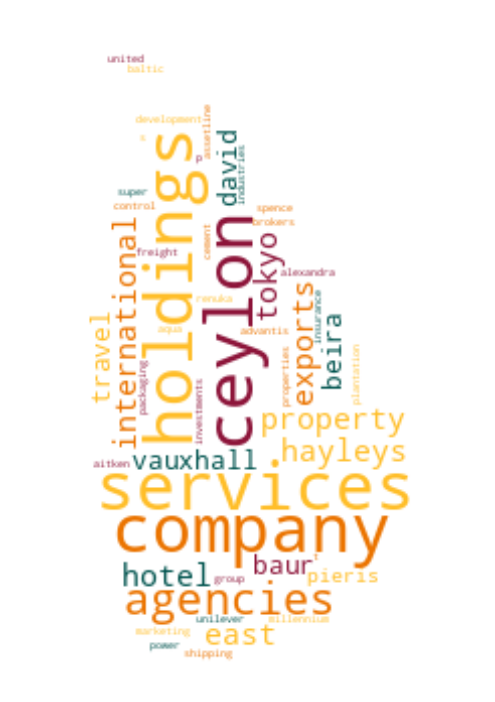 united
baltic
development
assetline
s
p
holdings
david
industries
super
control
spence
brokers
international
ceylon
cement
tokyo
freight
alexandra
renuka
exports
insurance
travel
aqua
advantis
beira
properties
plantation
packaging
investments
property
hayleys
aitken
vauxhall
services
company
baur
hotel
group
pieris
agencies
unilever
millennium
marketing
east
power
shipping